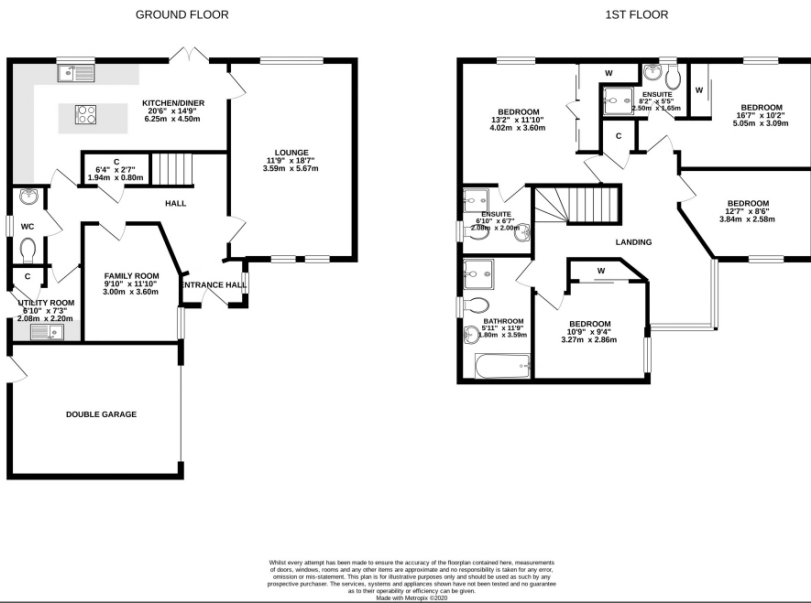 GROUND FLOOR
KITCHEN/DINER
20'6" x 14'9"
6.25m x 4.50m
LOUNGE
11'9" x 18'7"
3.59m x 5.67m
C
6'4" x 2'7"
1.94m x 0.80m
HALL
WC
FAMILY ROOM
9'10" x 11'10"
3.00m x 3.60m
ENTRANCE HALL
C
UTILITY ROOM
6'10" x 7'3"
2.08m x 2.20m
DOUBLE GARAGE
1ST FLOOR
BEDROOM
13'2" x 11'10"
4.02m x 3.60m
W
ENSUITE
8'2" x 5'5"
2.50m x 1.65m
W
BEDROOM
16'7" x 10'2"
5.05m x 3.09m
C
BEDROOM
12'7" x 8'6"
3.84m x 2.58m
ENSUITE
6'10" x 6'7"
2.08m x 2.00m
LANDING
W
BATHROOM
5'11" x 11'9"
1.80m x 3.59m
BEDROOM
10'9" x 9'4"
3.27m x 2.86m
Whilst every attempt has been made to ensure the accuracy of the floorplan contained here, measurements
of doors, windows, rooms and any other items are approximate and no responsibility is taken for any error,
omission or mis-statement. This plan is for illustrative purposes only and should be used as such by any
prospective purchaser. The services, systems and appliances shown have not been tested and no guarantee
as to their operability or efficiency can be given.
Made with Metropix ©2020